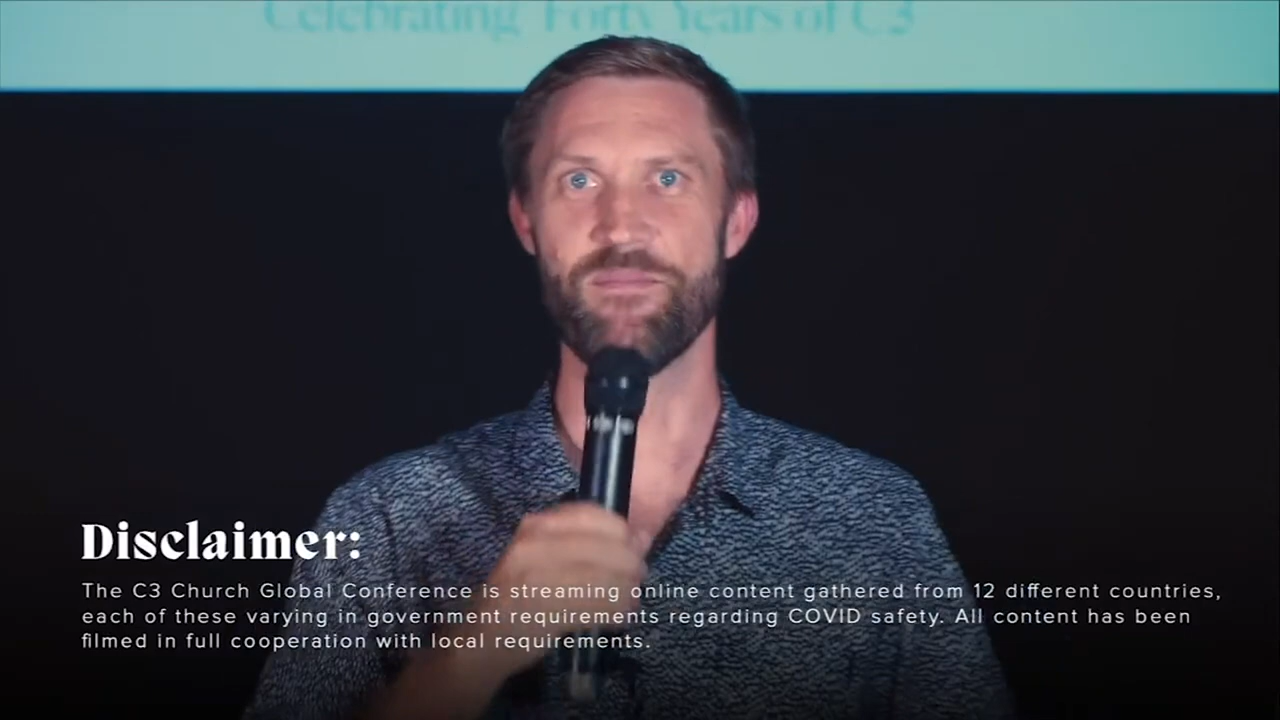 Celebrating Forty Years of C3
Disclaimer:
The C3 Church Global Conference is streaming online content gathered from 12 different countries,
each of these varying in government requirements regarding COVID safety. All content has been
filmed in full cooperation with local requirements.